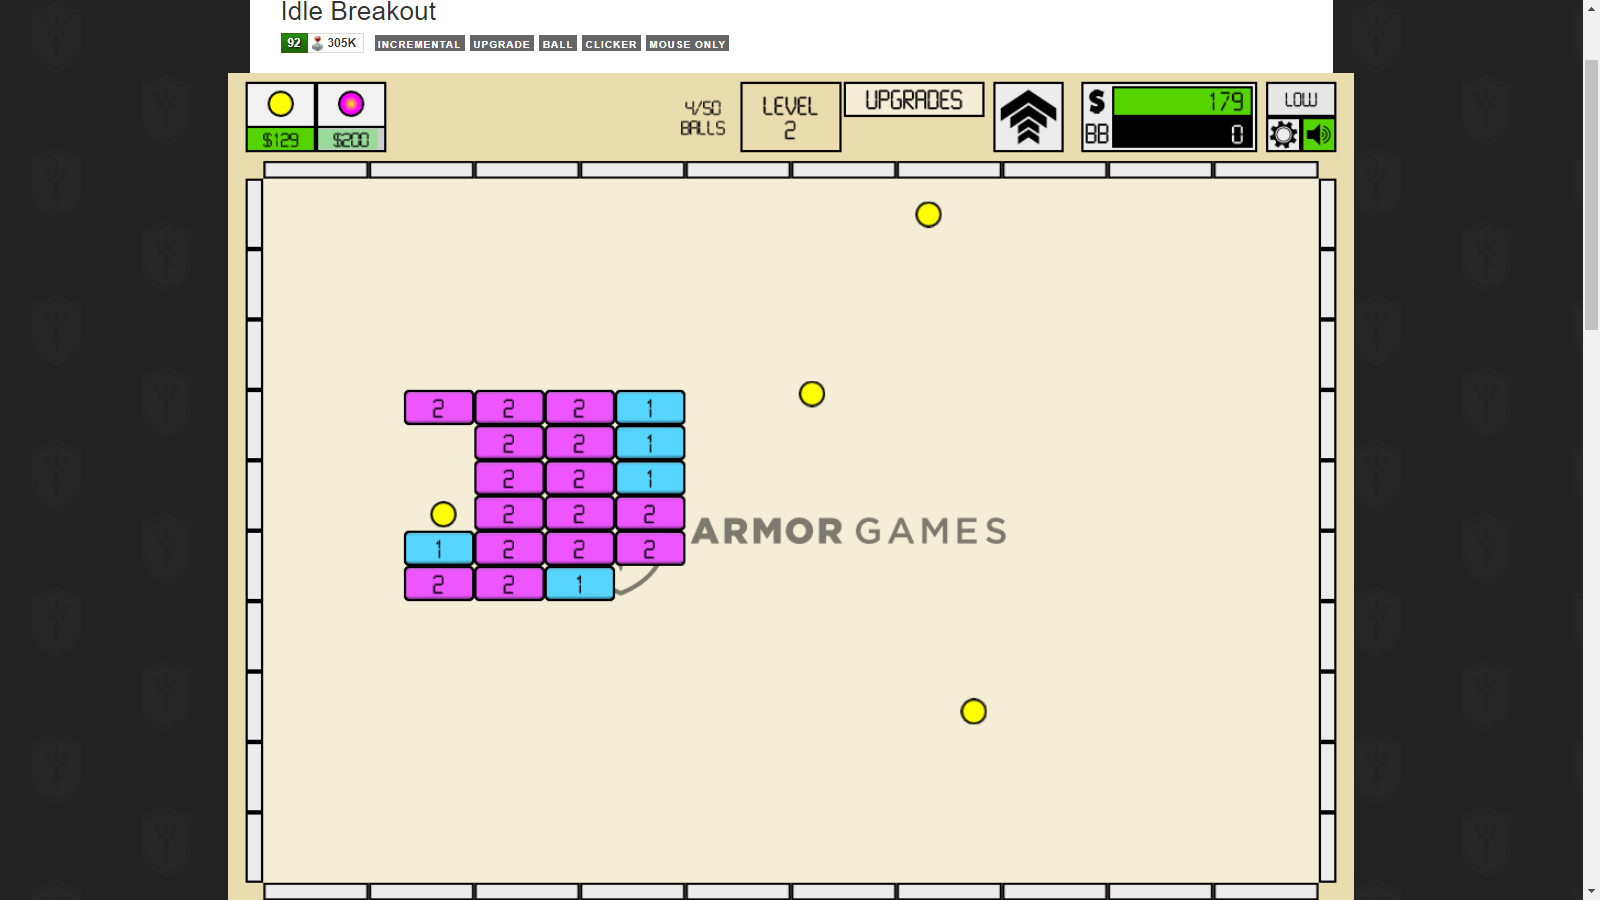 Idle Breakout
92 305K INCREMENTAL UPGRADE BALL CLICKER MOUSE ONLY
$129 $200
4/50 BALLS
LEVEL 2
UPGRADES
$ 179
BB 0
LOW
2 2 2 1
2 2 1
2 2 1
2 2 2
1 2 2 2
2 2 1
ARMOR GAMES